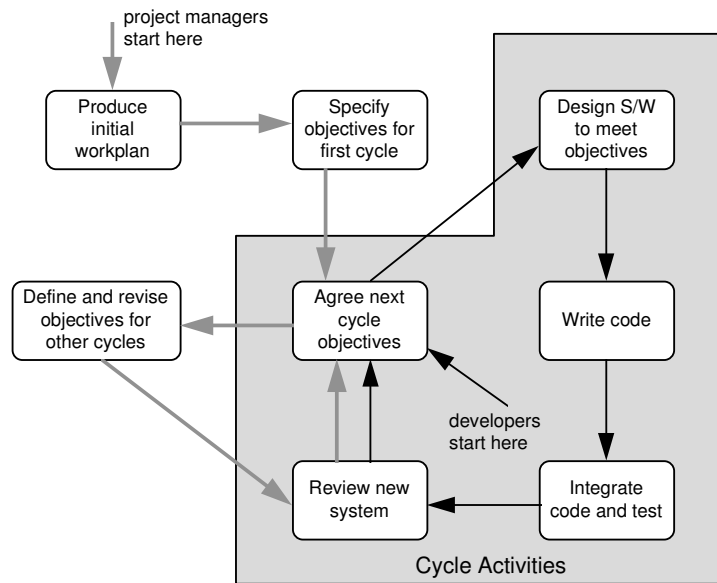 project managers
start here
Produce
initial
workplan
Specify
objectives for
first cycle
Design S/W
to meet
objectives
Define and revise
objectives for
other cycles
Agree next
cycle
objectives
Write code
developers
start here
Review new
system
Integrate
code and test
Cycle Activities